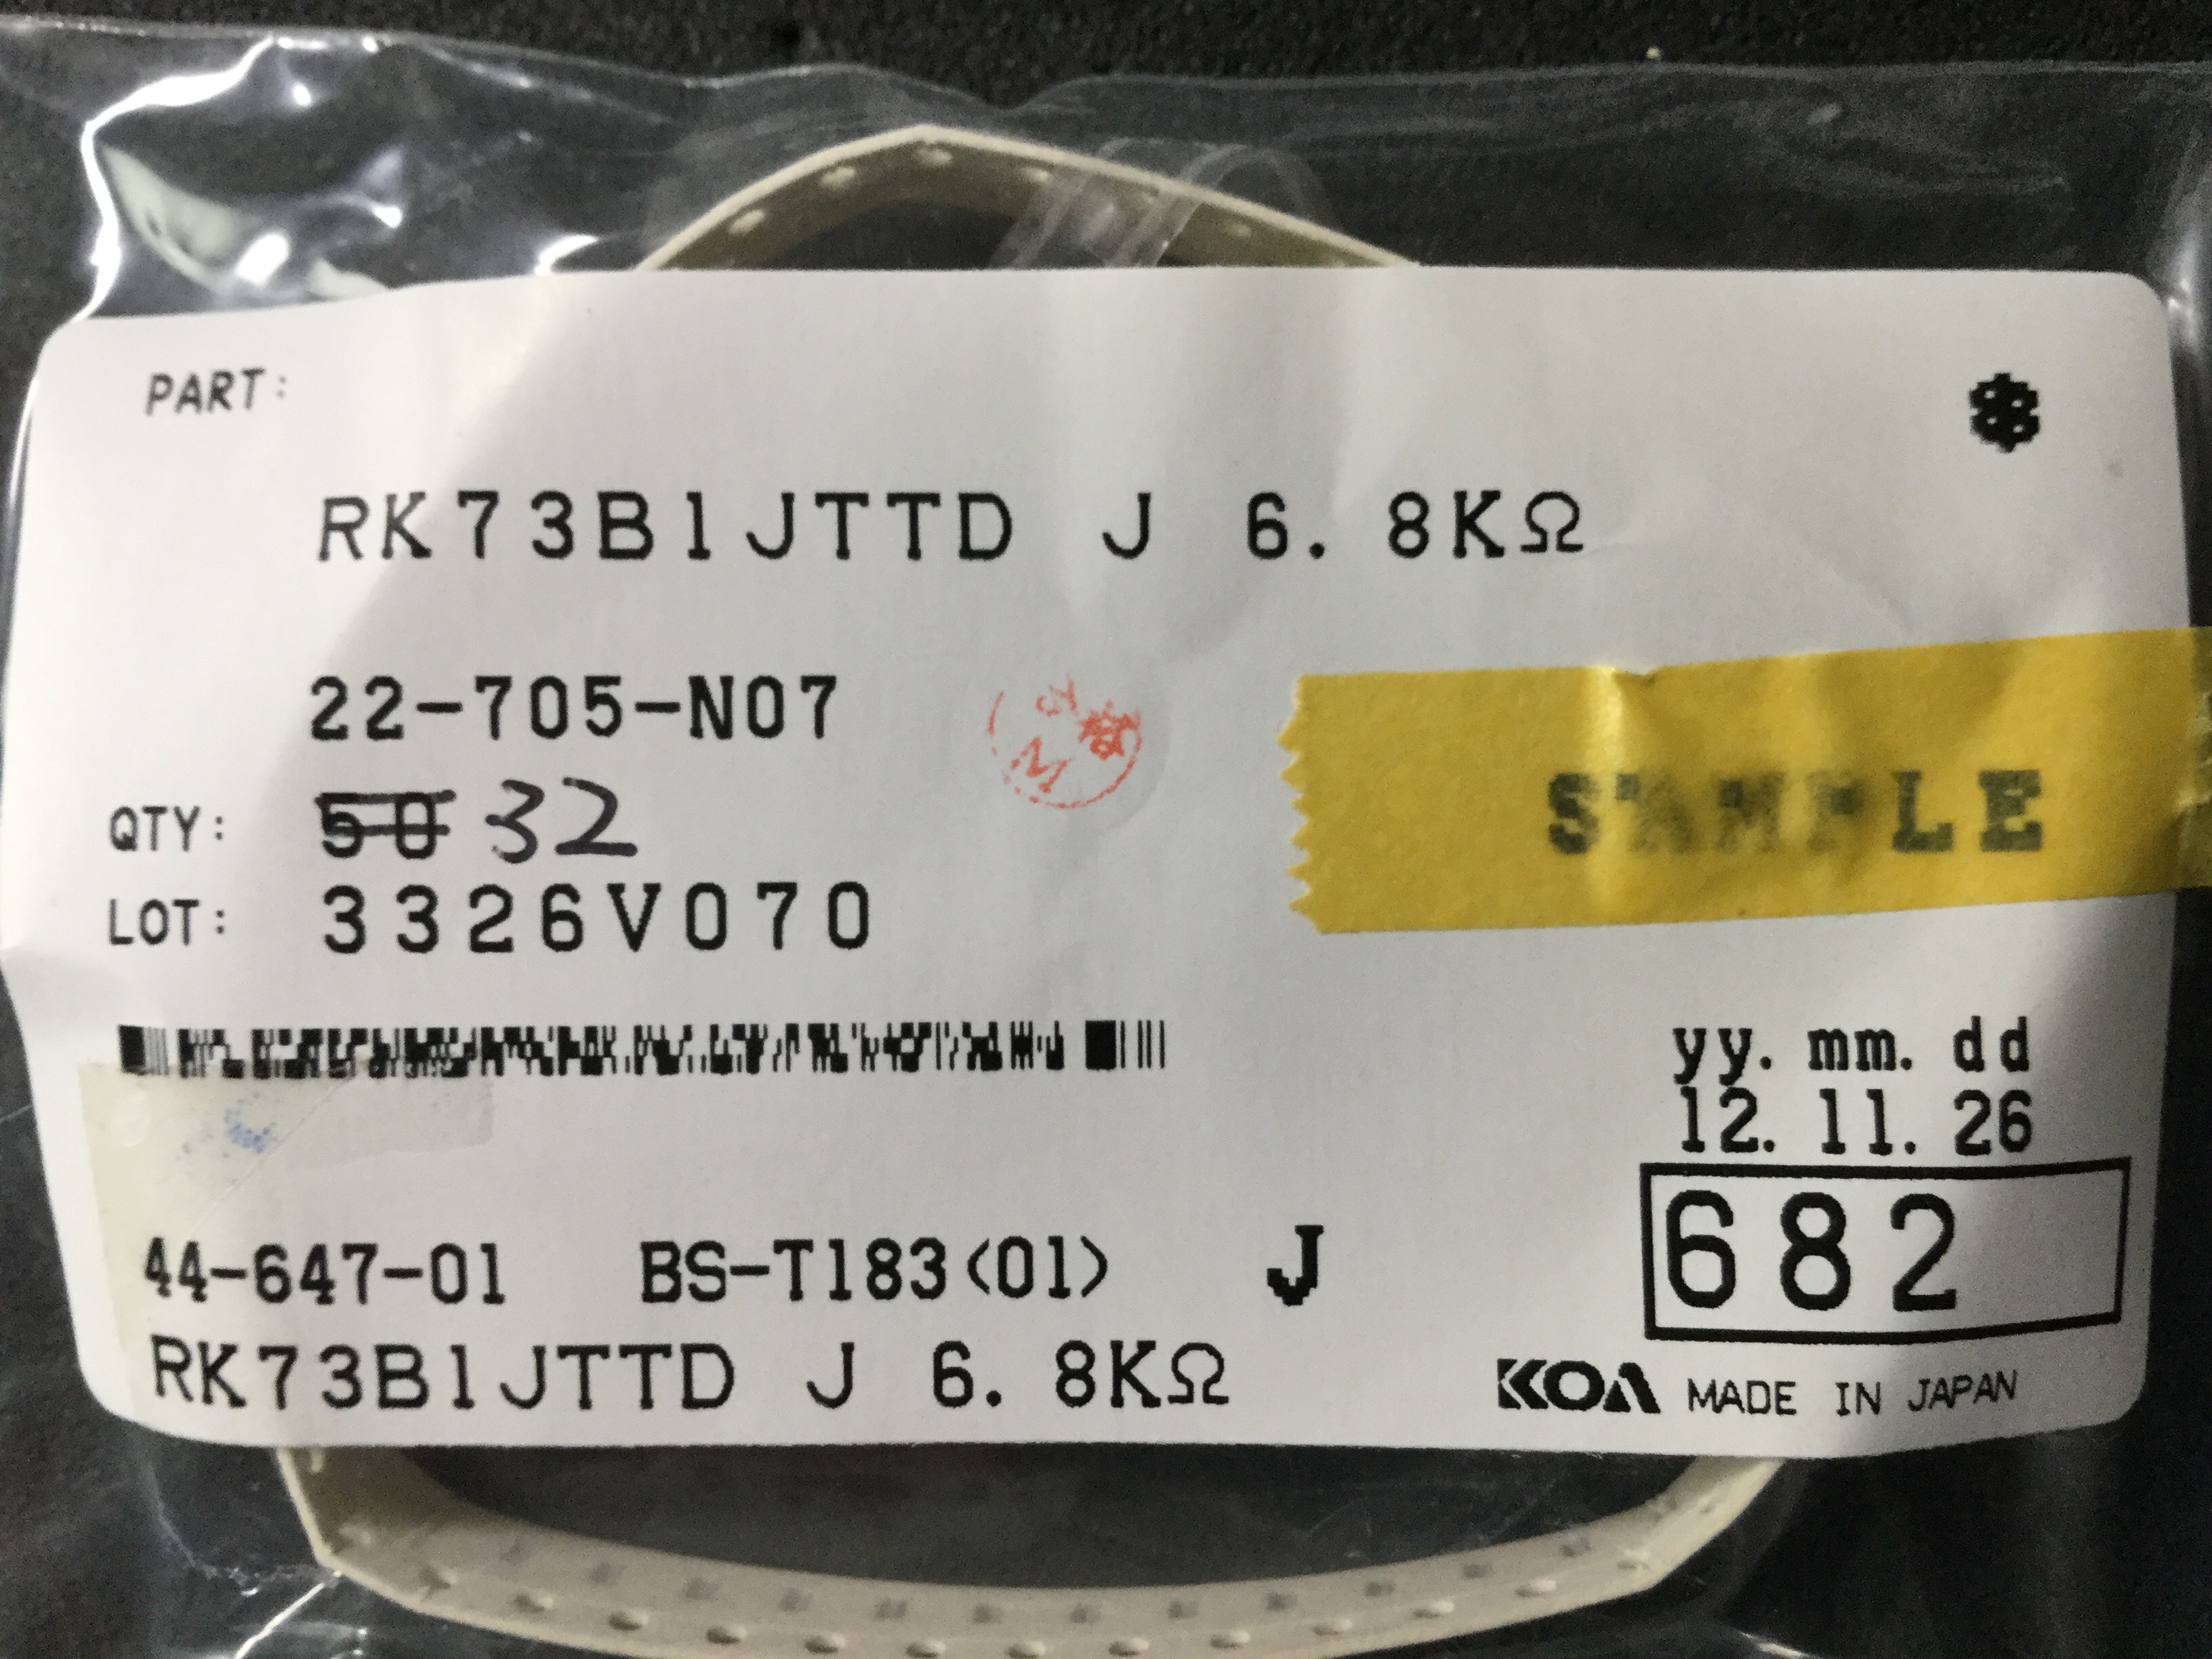 PART:
RK73B1JTTD J 6.8KΩ
22-705-N07
QTY: 50 32
SAMPLE
LOT: 3326V070
yy.mm.dd
12.11.26
682
44-647-01 BS-T183<01> J
RK73B1JTTD J 6.8KΩ
KOA MADE IN JAPAN